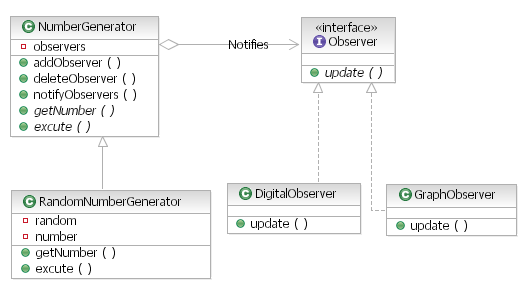 NumberGenerator
observers
addObserver ( )
deleteObserver ( )
notifyObservers ( )
getNumber ( )
excute ( )
Notifies
«interface»
Observer
update ( )
RandomNumberGenerator
random
number
getNumber ( )
excute ( )
DigitalObserver
update ( )
GraphObserver
update ( )